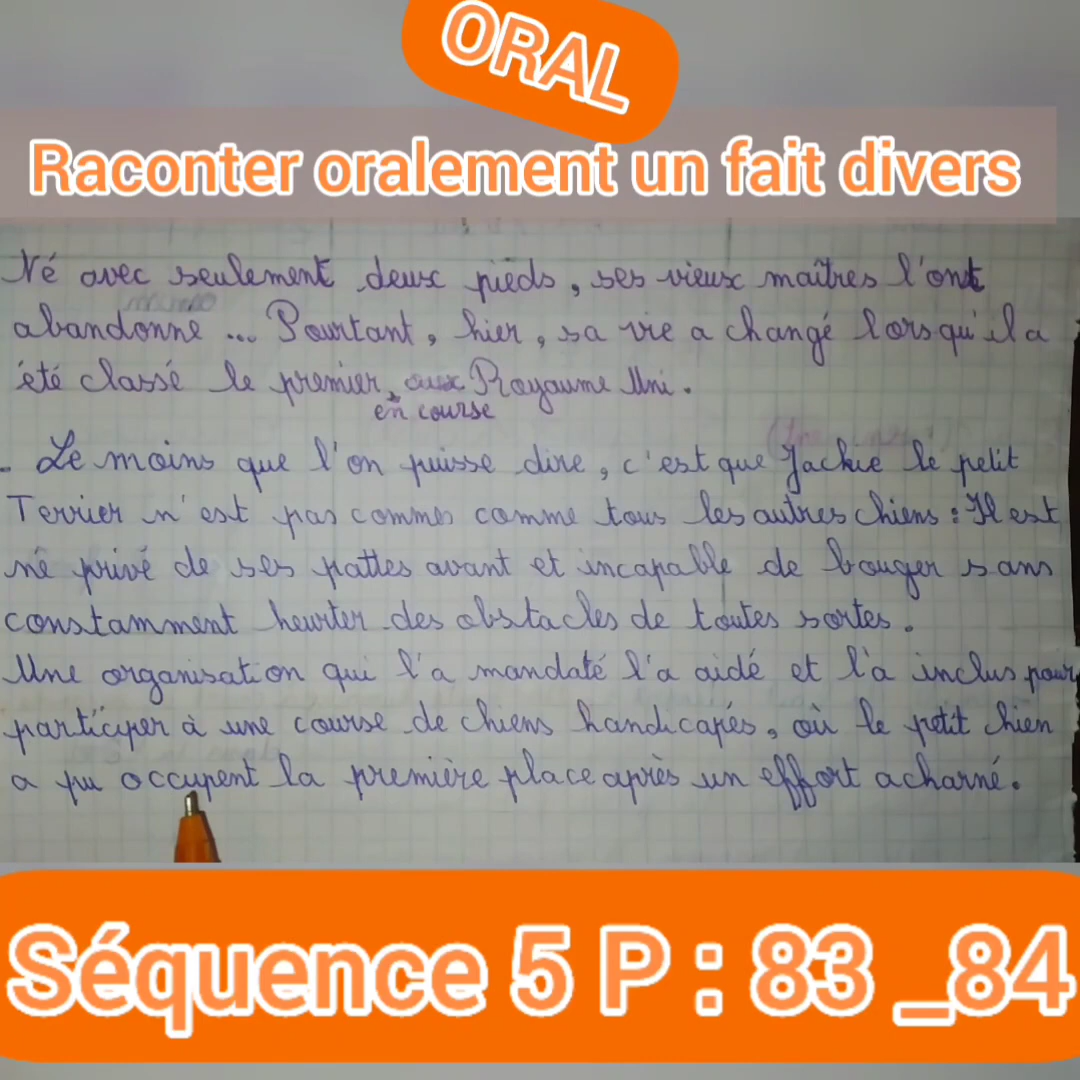 ORAL
Raconter oralement un fait divers
Né avec seulement deux pieds, ses vieux maîtres l'ont
abandonne ... Pourtant, hier, sa vie a changé lorsqu'il a
été classé le premier, aux Royaume Uni.
en course
- Le moins que l'on puisse dire, c'est que Jackie le petit
Terrier n'est pas commes comme tous les autres chiens : Il est
né privé de ses pattes avant et incapable de bouger sans
constamment heurter des obstacles de toutes sortes.
Une organisation qui l'a mandaté l'a aidé et l'a inclus pour
participer à une course de chiens handicapés, où le petit chien
a pu occupent la première place après un effort acharné.
Séquence 5 P : 83 _84